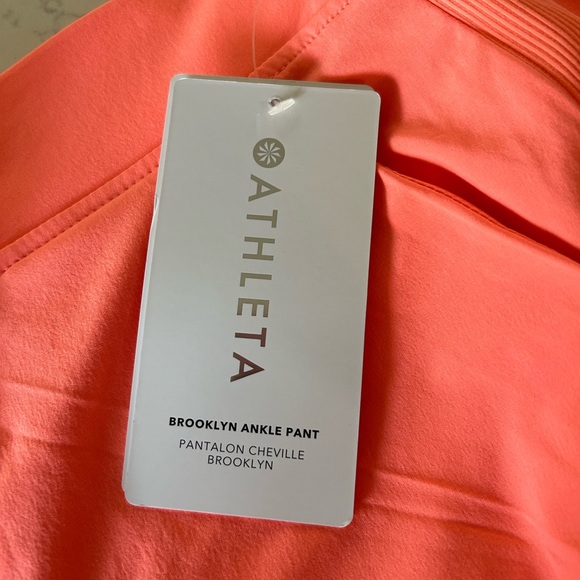 ATHLETA
BROOKLYN ANKLE PANT
PANTALON CHEVILLE
BROOKLYN